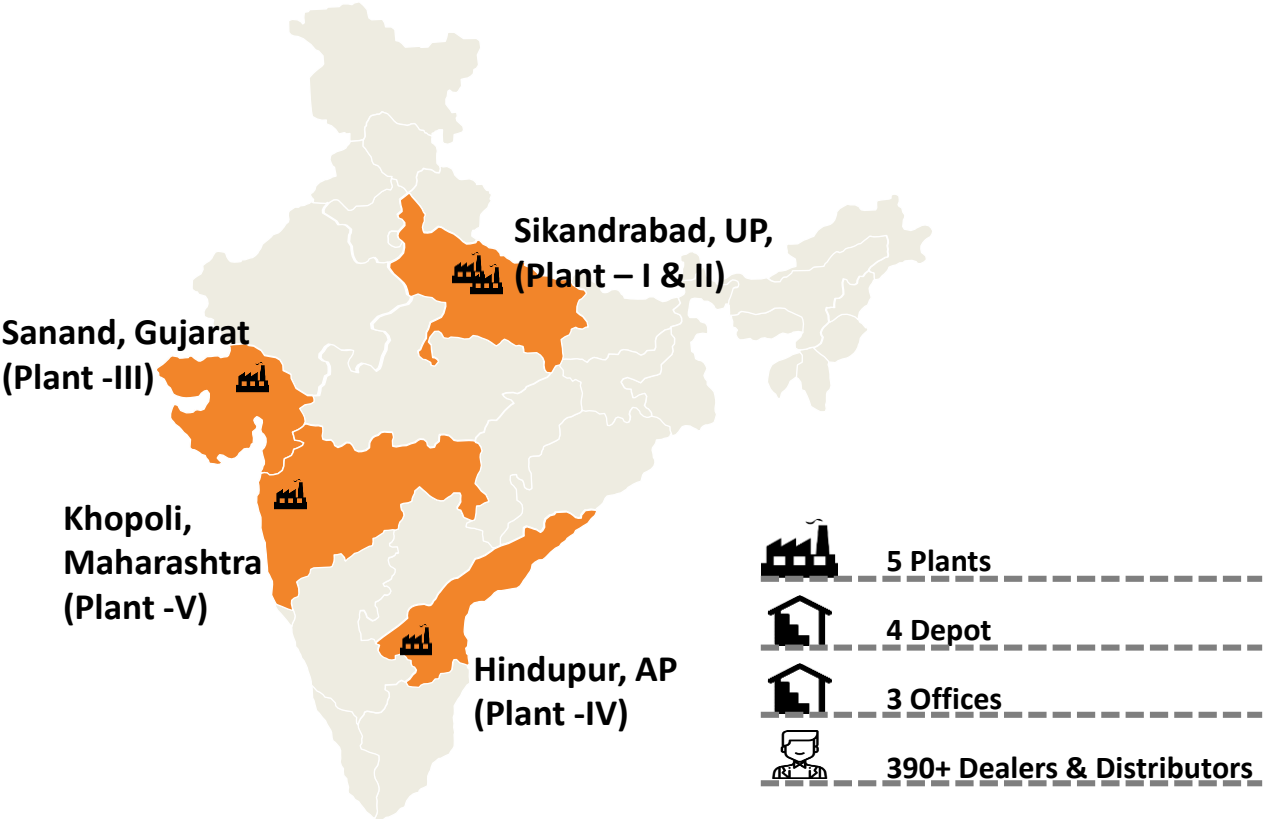 Sikandrabad, UP,
(Plant – I & II)
Sanand, Gujarat
(Plant -III)
Khopoli,
Maharashtra
(Plant -V)
Hindupur, AP
(Plant -IV)
5 Plants
4 Depot
3 Offices
390+ Dealers & Distributors